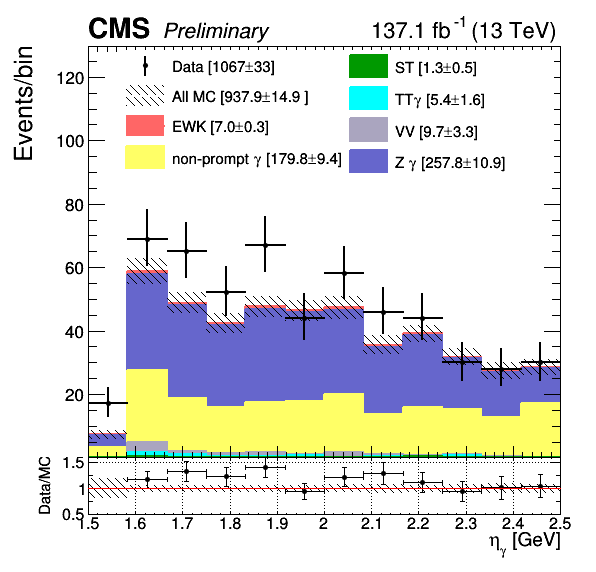 CMS Preliminary 137.1 fb⁻¹ (13 TeV)
Events/bin
Data [1067±33]
All MC [937.9±14.9 ]
EWK [7.0±0.3]
non-prompt γ [179.8±9.4]
ST [1.3±0.5]
TTγ [5.4±1.6]
VV [9.7±3.3]
Z γ [257.8±10.9]
120
100
80
60
40
20
Data/MC
1.5
1
0.5
1.5 1.6 1.7 1.8 1.9 2 2.1 2.2 2.3 2.4 2.5
ηγ [GeV]